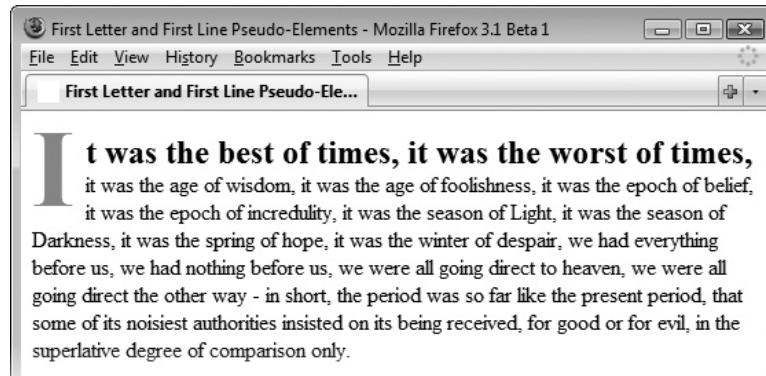 First Letter and First Line Pseudo-Elements - Mozilla Firefox 3.1 Beta 1
File Edit View History Bookmarks Tools Help
First Letter and First Line Pseudo-Ele...
It was the best of times, it was the worst of times,
it was the age of wisdom, it was the age of foolishness, it was the epoch of belief,
it was the epoch of incredulity, it was the season of Light, it was the season of
Darkness, it was the spring of hope, it was the winter of despair, we had everything
before us, we had nothing before us, we were all going direct to heaven, we were all
going direct the other way - in short, the period was so far like the present period, that
some of its noisiest authorities insisted on its being received, for good or for evil, in the
superlative degree of comparison only.